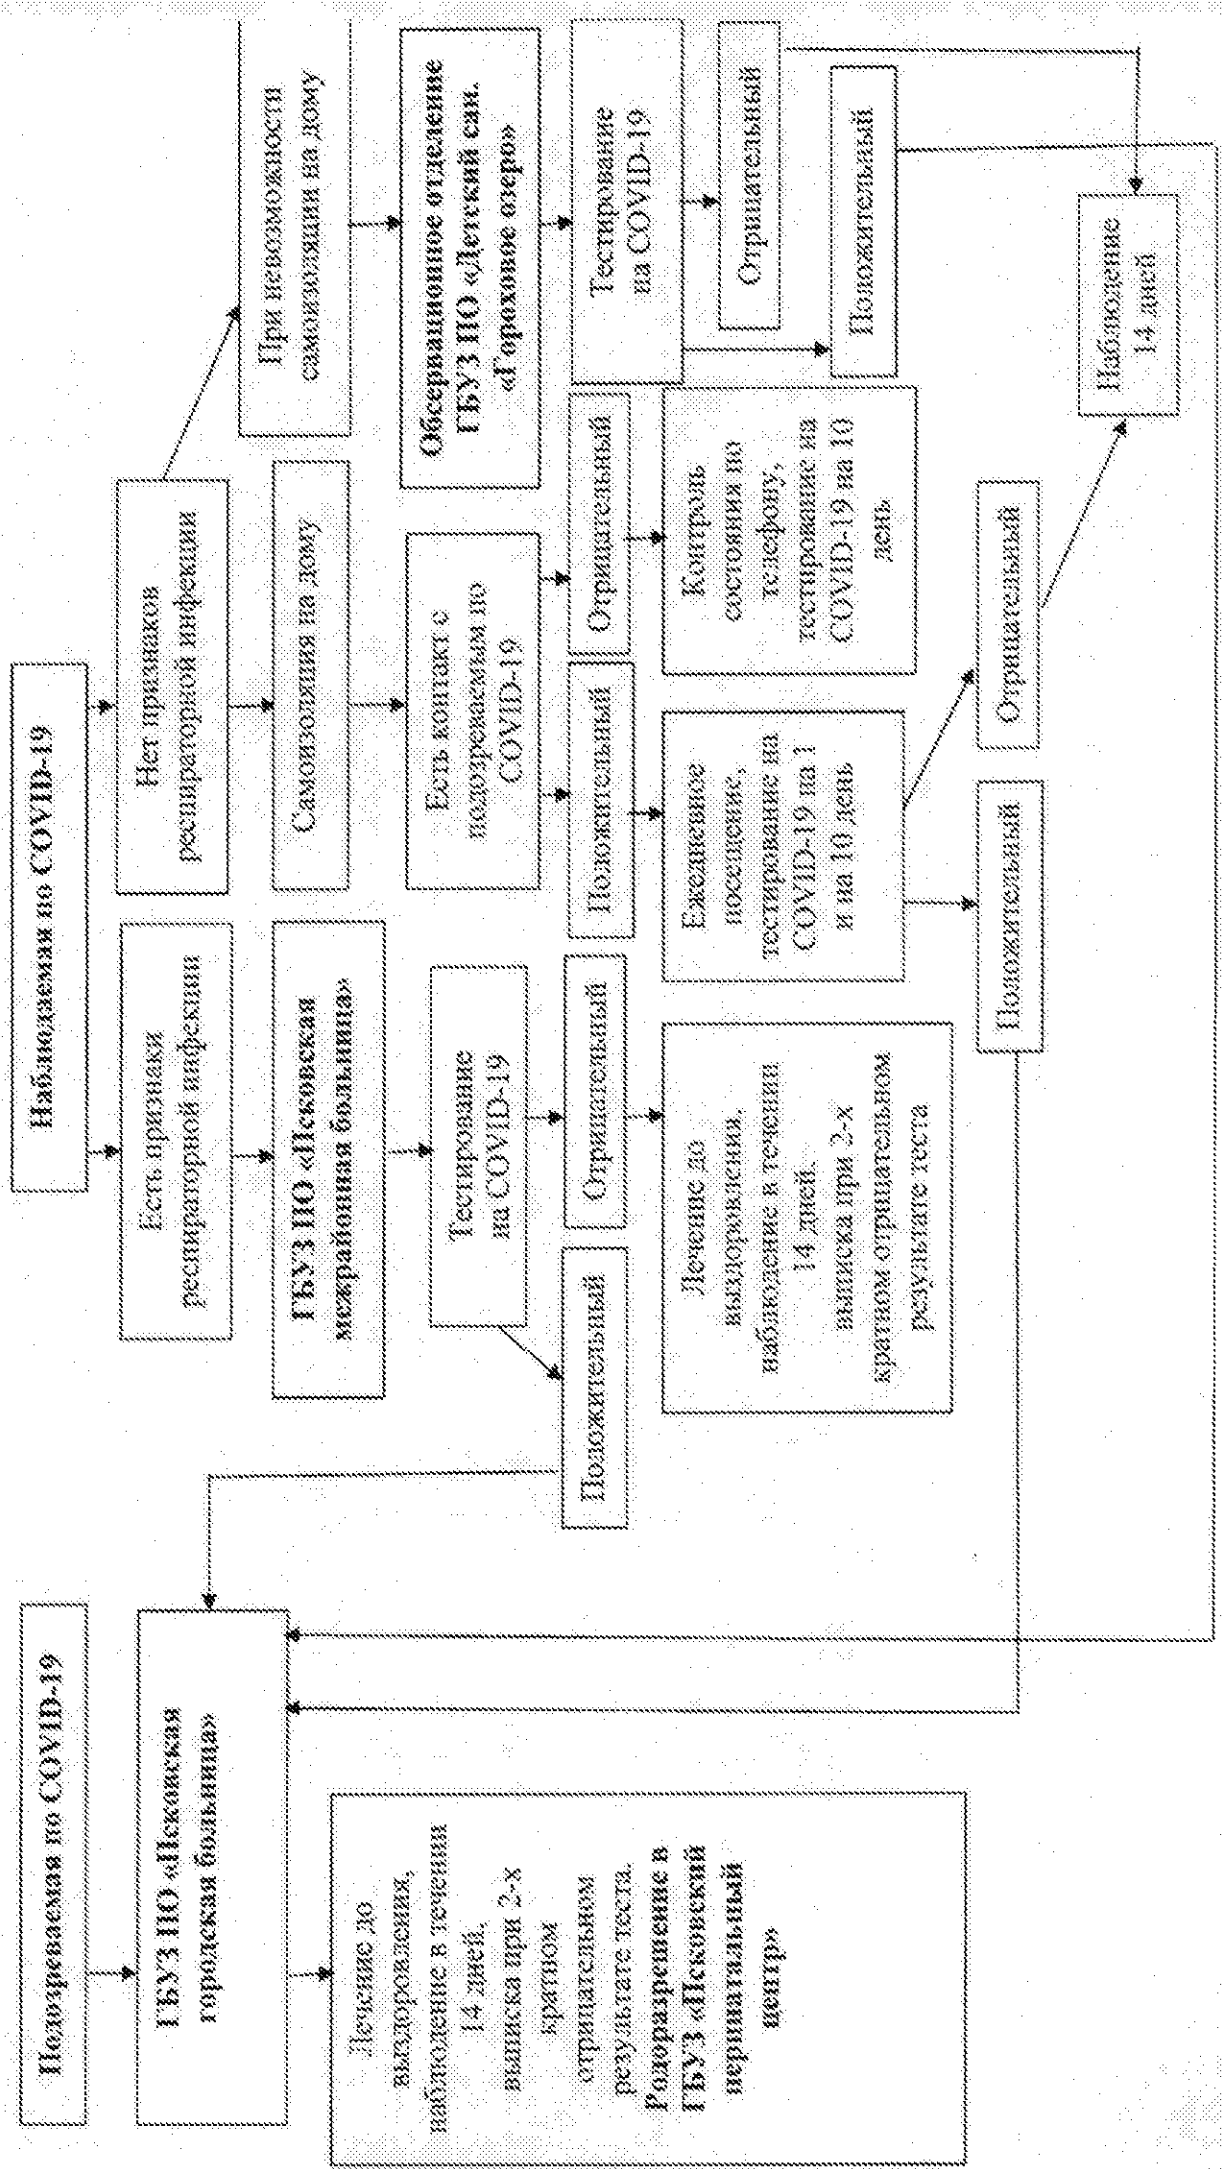 Подозреваемая по COVID-19
ГБУЗ ПО «Псковская
городская больница»
Лечение до
выздоровления,
наблюдение в течении
14 дней.
выписка при 2-х
кратном
отрицательном
результате теста.
Родоразрешение в
ГБУЗ «Псковский
перинатальный
центр»
Наблюдаемая по COVID-19
Есть признаки
респираторной инфекции
ГБУЗ ПО «Псковская
межрайонная больница»
Тестирование
на COVID-19
Положительный
Отрицательный
Лечение до
выздоровления,
наблюдение в течении
14 дней.
выписка при 2-х
кратном отрицательном
результате теста
Нет признаков
респираторной инфекции
Самоизоляция на дому
Есть контакт с
подозреваемым по
COVID-19
Положительный
Отрицательный
Ежедневное
посещение,
тестирование на
COVID-19 на 1
и на 10 день
Контроль
состояния по
телефону,
тестирование на
COVID-19 на 10
день
Положительный
Отрицательный
При невозможности
самоизоляции на дому
Обсервационное отделение
ГБУЗ ПО «Детский сан.
«Гороховое озеро»
Тестирование
на COVID-19
Отрицательный
Положительный
Наблюдение
14 дней